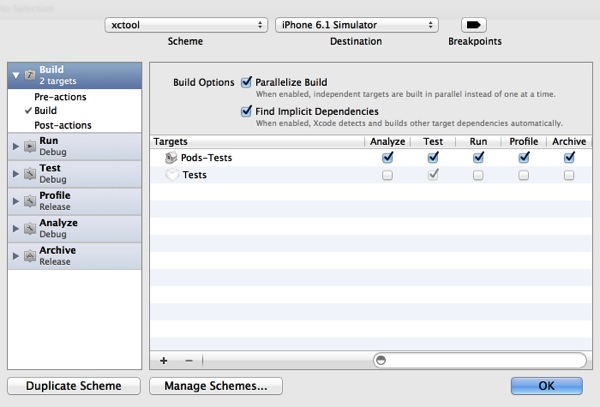 xctool
iPhone 6.1 Simulator
Scheme
Destination
Breakpoints
Build
2 targets
Pre-actions
Build
Post-actions
Run
Debug
Test
Debug
Profile
Release
Analyze
Debug
Archive
Release
Build Options
Parallelize Build
When enabled, independent targets are built in parallel instead of one at a time.
Find Implicit Dependencies
When enabled, Xcode detects and builds other target dependencies automatically.
Targets Analyze Test Run Profile Archive
Pods-Tests
Tests
Duplicate Scheme
Manage Schemes...
OK